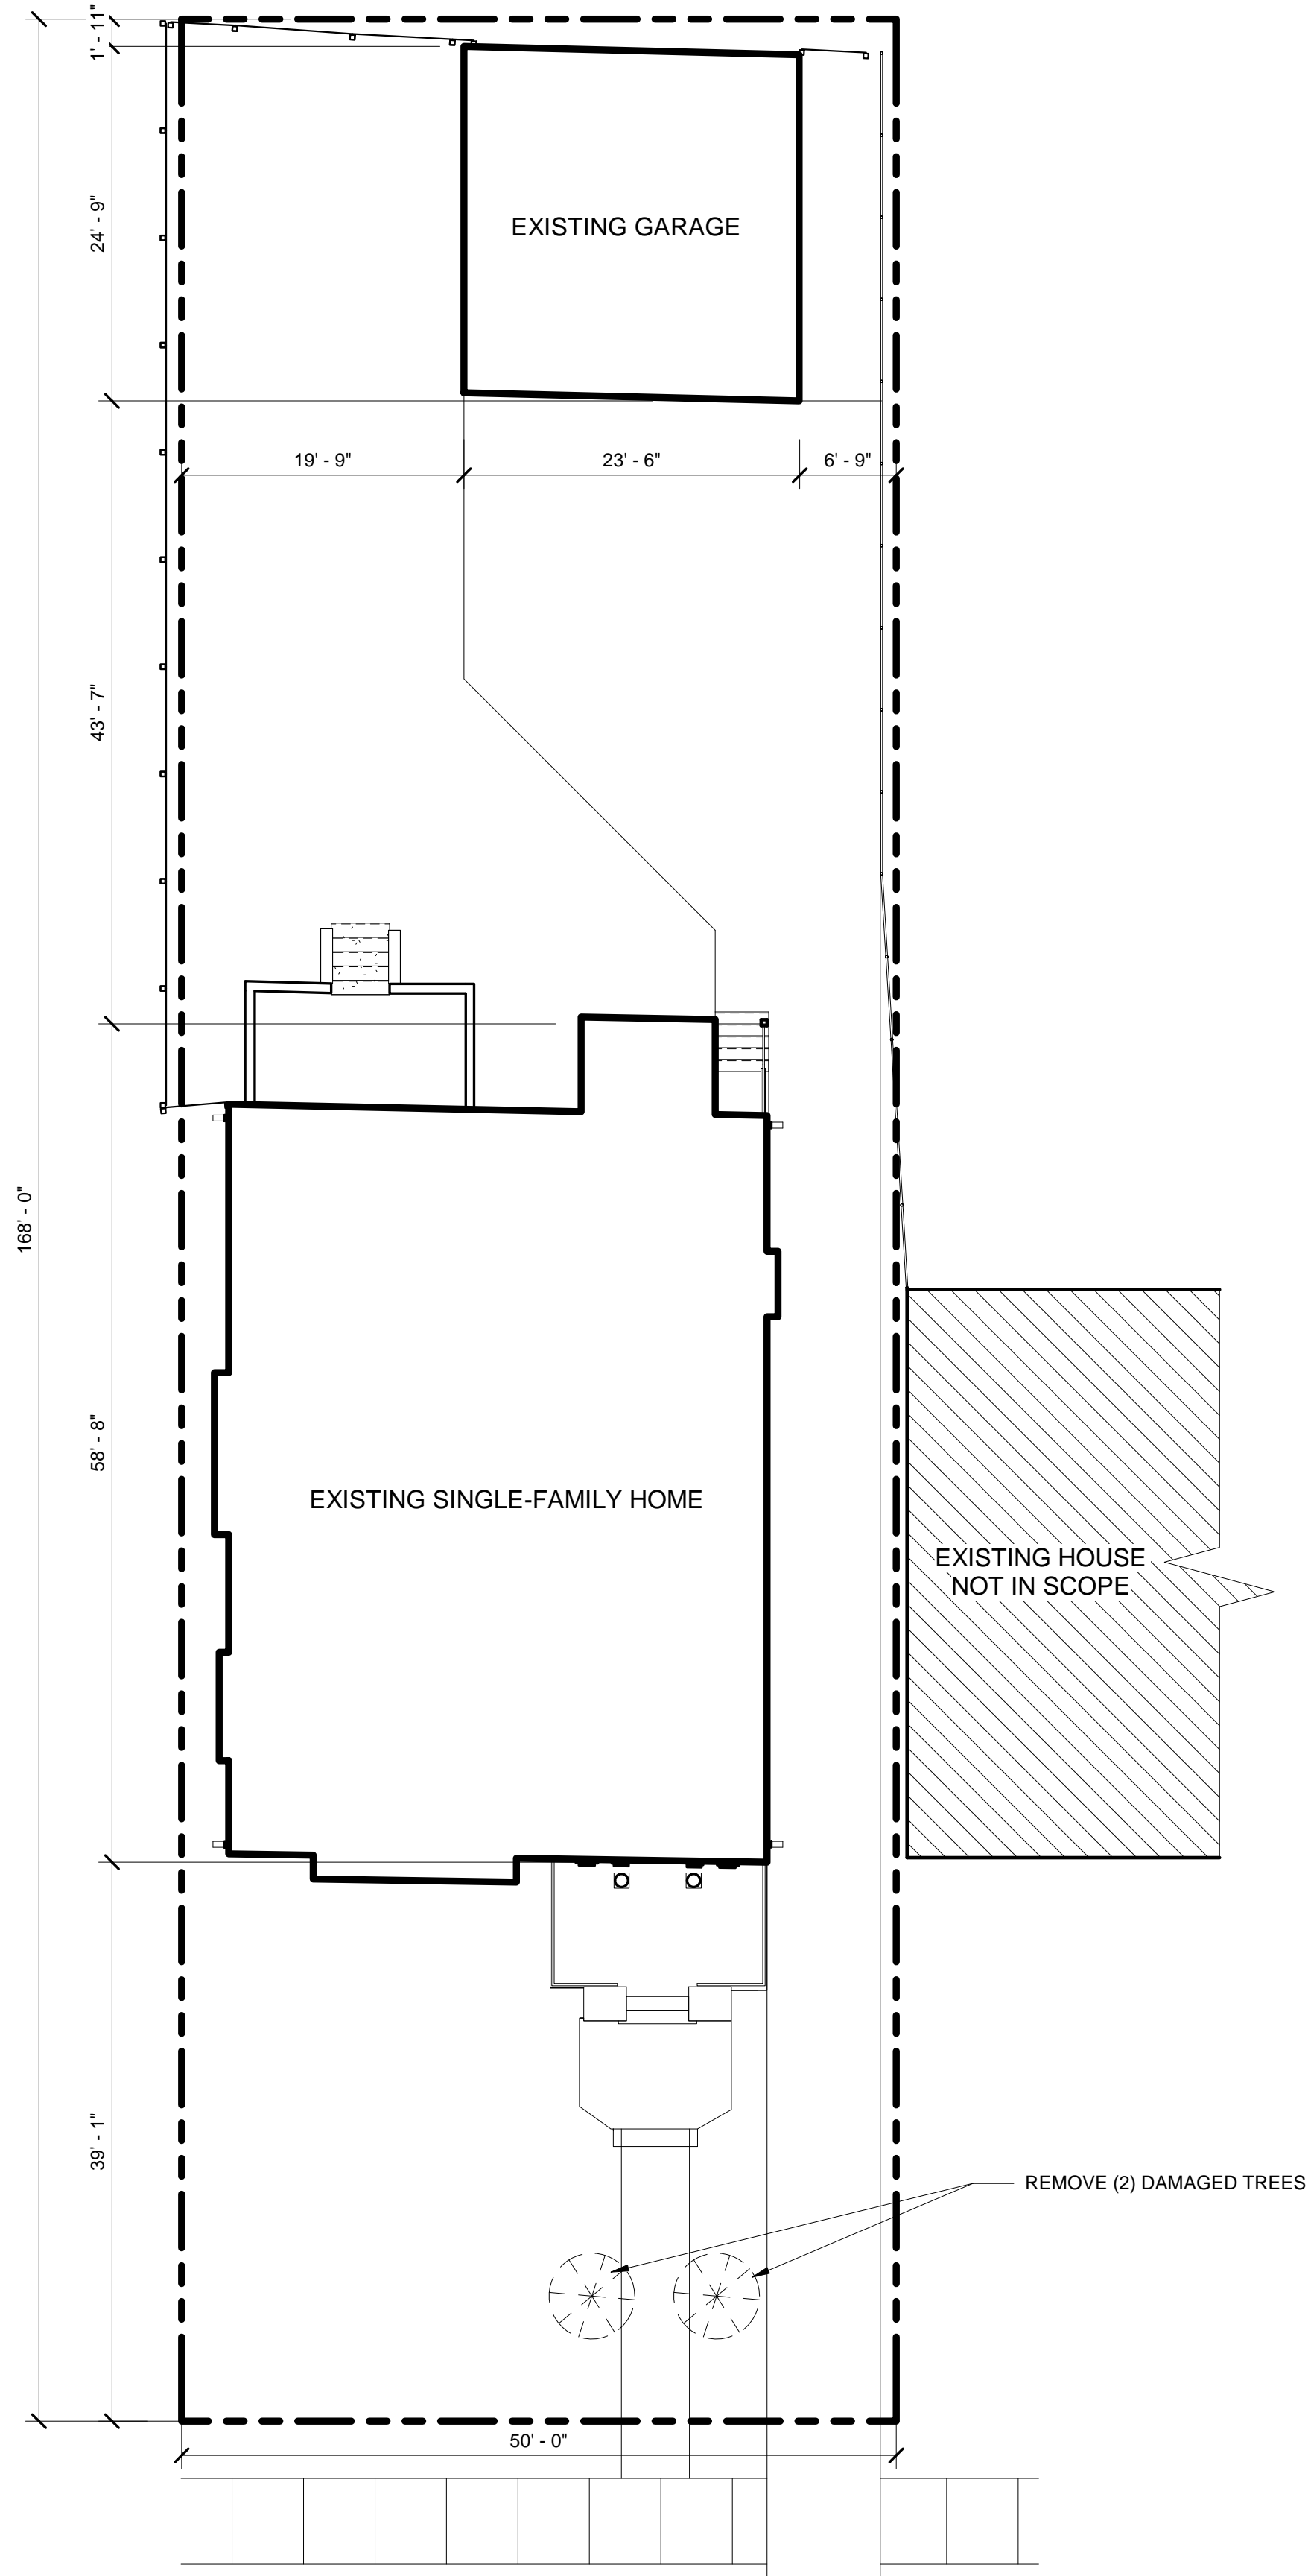 1' - 11"
EXISTING GARAGE
24' - 9"
19' - 9"
23' - 6"
6' - 9"
43' - 7"
168' - 0"
58' - 8"
EXISTING SINGLE-FAMILY HOME
EXISTING HOUSE
NOT IN SCOPE
39' - 1"
REMOVE (2) DAMAGED TREES
50' - 0"